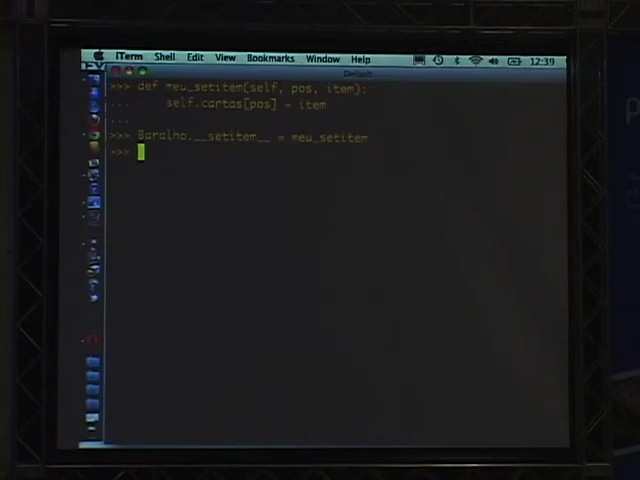 iTerm Shell Edit View Bookmarks Window Help 12:39
Default
>>> def meu_setitem(self, pos, item):
...     self.cartas[pos] = item
...
>>> Baralho.__setitem__ = meu_setitem
>>>